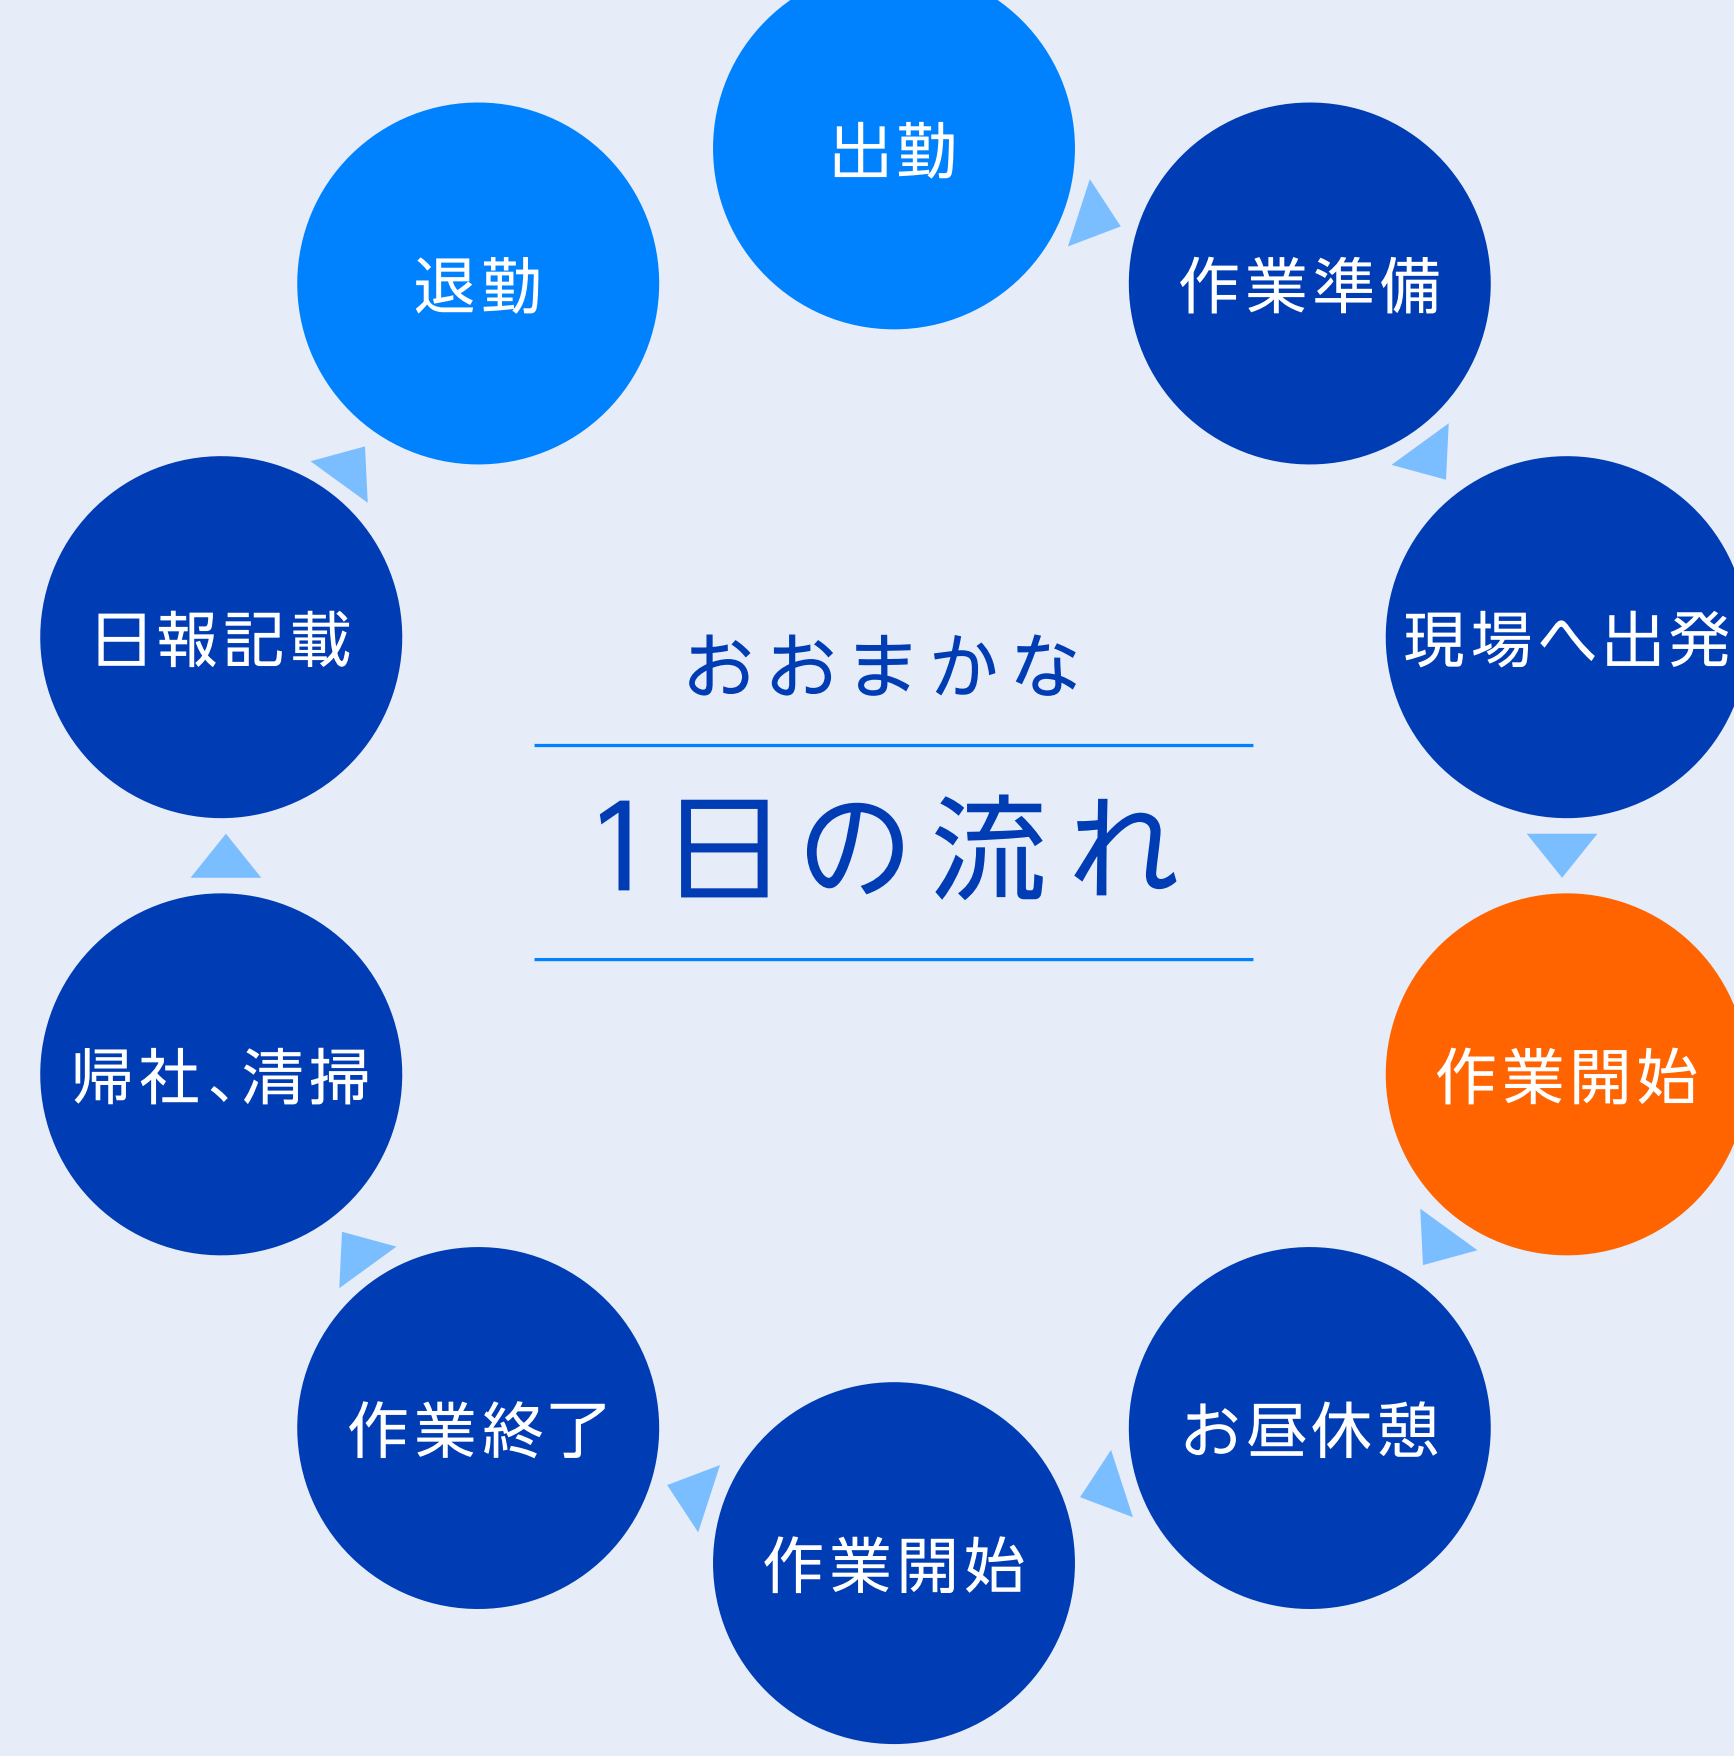 出勤
作業準備
現場へ出発
作業開始
お昼休憩
作業開始
作業終了
帰社、清掃
日報記載
退勤
おおまかな
1日の流れ